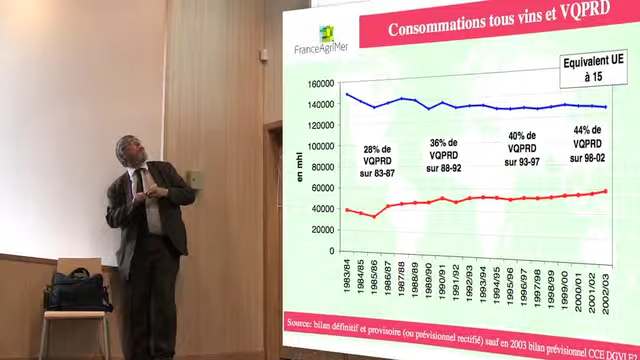 Consommations tous vins et VQPRD
FranceAgriMer
Equivalent UE
à 15
160000
140000
120000
100000
80000
60000
40000
20000
0
en mhl
28% de
VQPRD
sur 83-87
36% de
VQPRD
sur 88-92
40% de
VQPRD
sur 93-97
44% de
VQPRD
sur 98-02
1983/84
1984/85
1985/86
1986/87
1987/88
1988/89
1989/90
1990/91
1991/92
1992/93
1993/94
1994/95
1995/96
1996/97
1997/98
1998/99
1999/00
2000/01
2001/02
2002/03
Source: bilan définitif et provisoire (ou prévisionnel rectifié) sauf en 2003 bilan prévisionnel CCE